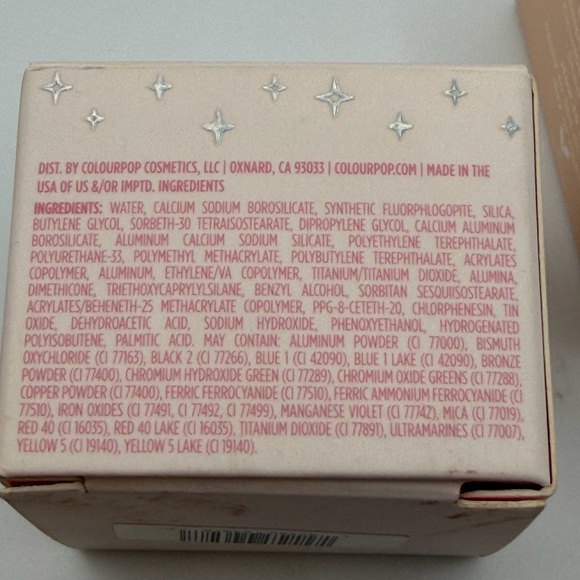 DIST. BY COLOURPOP COSMETICS, LLC | OXNARD, CA 93033 | COLOURPOP.COM | MADE IN THE
USA OF US &/OR IMPTD. INGREDIENTS
INGREDIENTS: WATER, CALCIUM SODIUM BOROSILICATE, SYNTHETIC FLUORPHLOGOPITE, SILICA,
BUTYLENE GLYCOL, SORBETH-30 TETRAISOSTEARATE, DIPROPYLENE GLYCOL, CALCIUM ALUMINUM
BOROSILICATE, ALUMINUM CALCIUM SODIUM SILICATE, POLYETHYLENE TEREPHTHALATE,
POLYURETHANE-33, POLYMETHYL METHACRYLATE, POLYBUTYLENE TEREPHTHALATE, ACRYLATES
COPOLYMER, ALUMINUM, ETHYLENE/VA COPOLYMER, TITANIUM/TITANIUM DIOXIDE, ALUMINA,
DIMETHICONE, TRIETHOXYCAPRYLYLSILANE, BENZYL ALCOHOL, SORBITAN SESQUIISOSTEARATE,
ACRYLATES/BEHENETH-25 METHACRYLATE COPOLYMER, PPG-8-CETETH-20, CHLORPHENESIN, TIN
OXIDE, DEHYDROACETIC ACID, SODIUM HYDROXIDE, PHENOXYETHANOL, HYDROGENATED
POLYISOBUTENE, PALMITIC ACID. MAY CONTAIN: ALUMINUM POWDER (CI 77000), BISMUTH
OXYCHLORIDE (CI 77163), BLACK 2 (CI 77266), BLUE 1 (CI 42090), BLUE 1 LAKE (CI 42090), BRONZE
POWDER (CI 77400), CHROMIUM HYDROXIDE GREEN (CI 77289), CHROMIUM OXIDE GREENS (CI 77288),
COPPER POWDER (CI 77400), FERRIC FERROCYANIDE (CI 77510), FERRIC AMMONIUM FERROCYANIDE (CI
77510), IRON OXIDES (CI 77491, CI 77492, CI 77499), MANGANESE VIOLET (CI 77742), MICA (CI 77019),
RED 40 (CI 16035), RED 40 LAKE (CI 16035), TITANIUM DIOXIDE (CI 77891), ULTRAMARINES (CI 77007),
YELLOW 5 (CI 19140), YELLOW 5 LAKE (CI 19140).